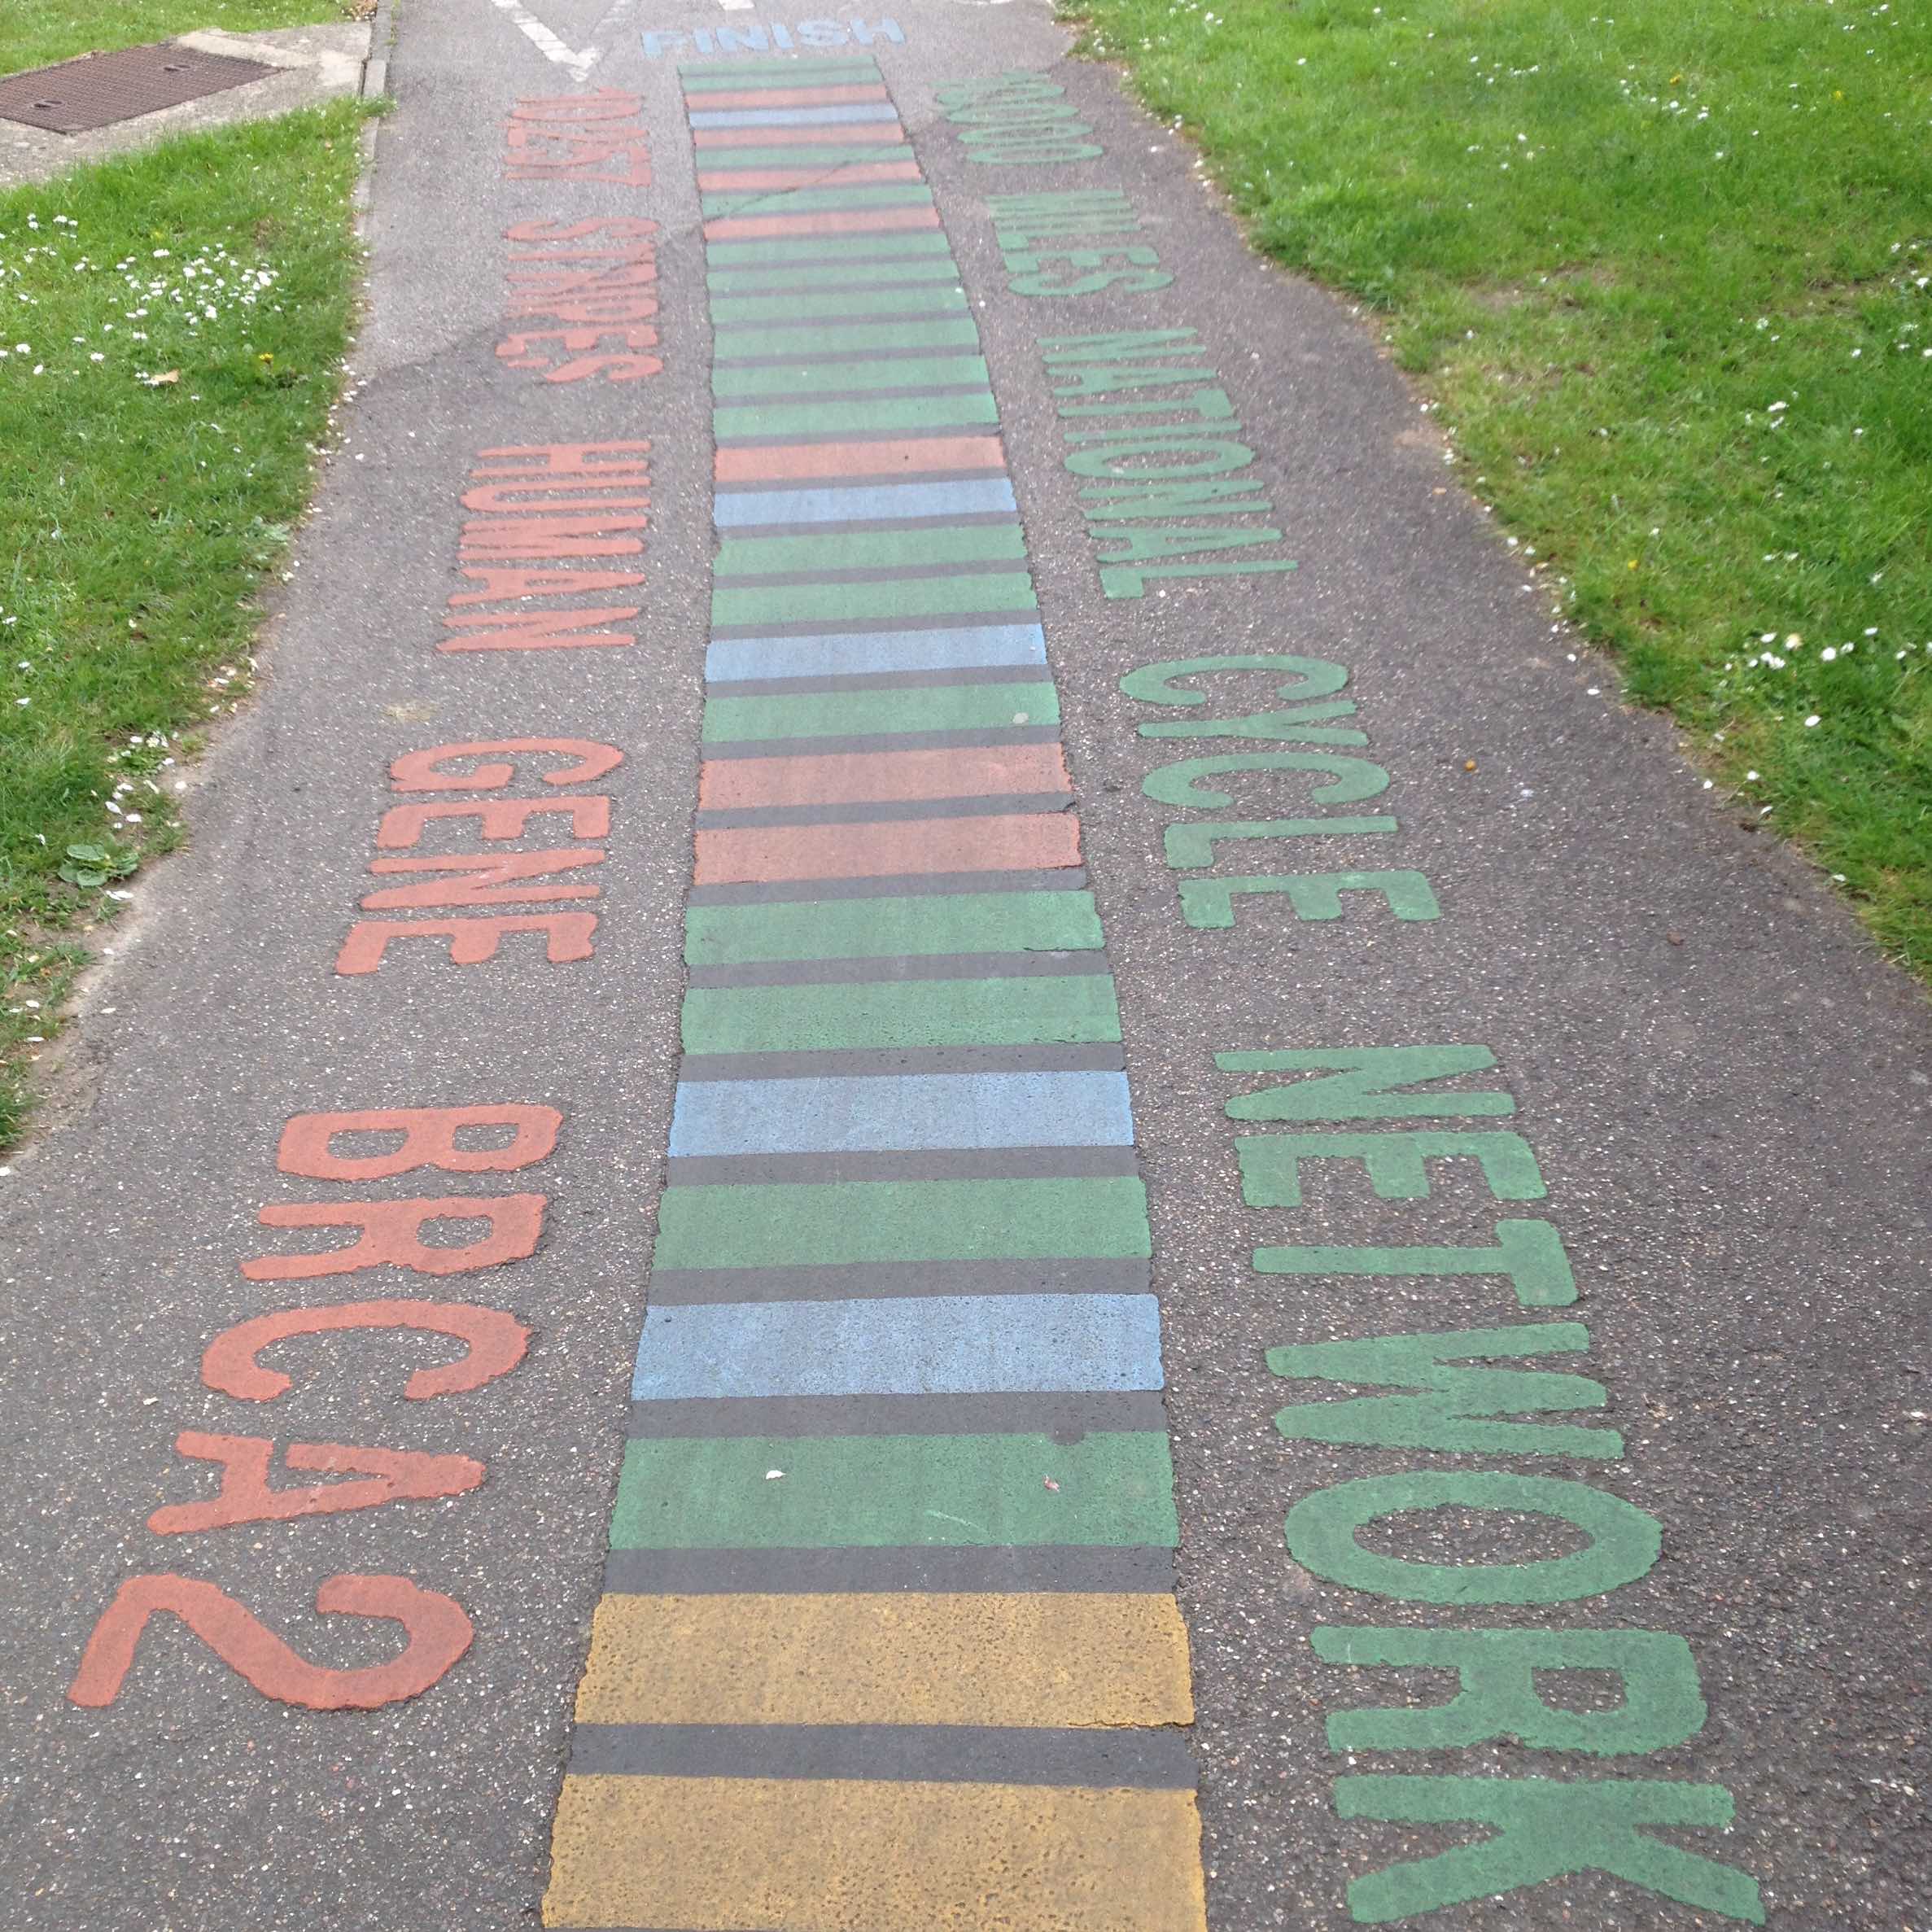 FINISH
10257 STRIPES HUMAN GENE BRCA2
10000 MILES NATIONAL CYCLE NETWORK